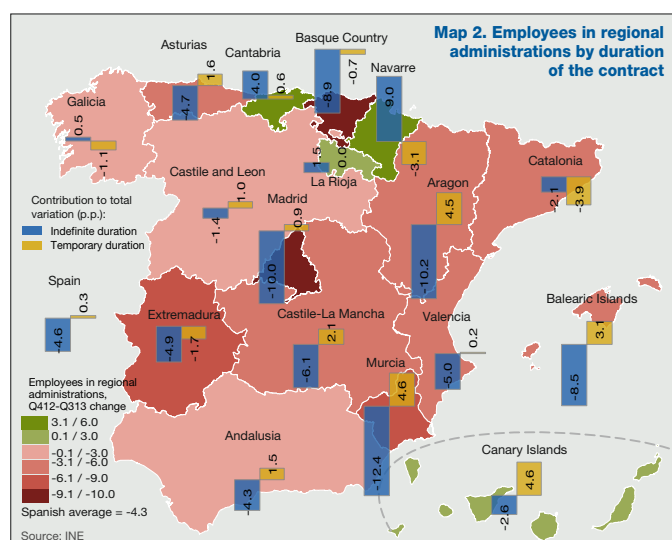 Map 2. Employees in regional
administrations by duration
of the contract
Basque Country
Asturias
Cantabria
Navarre
1.6
-4.7
4.0
0.6
-8.9
-0.7
9.0
-3.1
Galicia
0.5
-1.1
Castile and Leon
-1.4
1.0
1.5
0.0
La Rioja
Aragon
-10.2
4.5
Catalonia
-2.1
-3.9
Contribution to total
variation (p.p.):
Indefinite duration
Temporary duration
Madrid
-10.0
0.9
Spain
-4.6
0.3
Extremadura
-4.9
-1.7
Castile-La Mancha
-6.1
2.1
Valencia
-5.0
0.2
Balearic Islands
-8.5
3.1
Murcia
-12.4
4.6
Employees in regional
administrations,
Q412-Q313 change
3.1 / 6.0
0.1 / 3.0
-0.1 / -3.0
-3.1 / -6.0
-6.1 / -9.0
-9.1 / -10.0
Spanish average = -4.3
Andalusia
-4.3
1.5
Canary Islands
-2.6
4.6
Source: INE